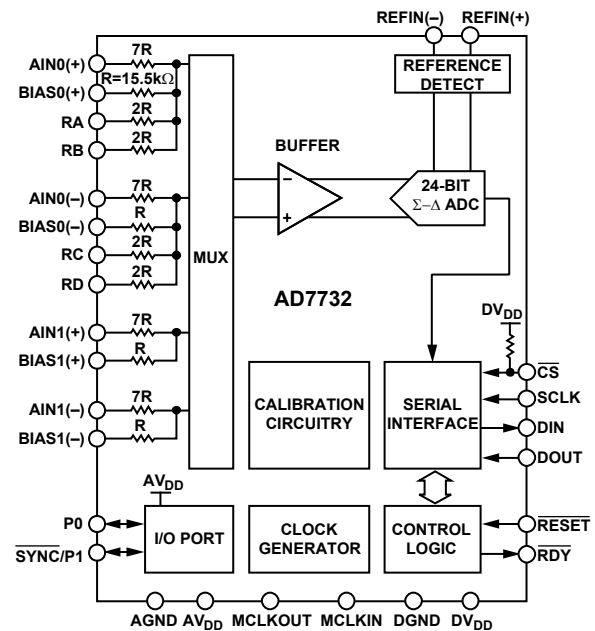 REFIN(–) REFIN(+)
AIN0(+)
7R
R=15.5kΩ
BIAS0(+)
RA
2R
RB
2R
REFERENCE
DETECT
BUFFER
–
+
24-BIT
Σ–Δ ADC
AIN0(–)
7R
BIAS0(–)
R
RC
2R
RD
2R
MUX
AD7732
AIN1(+)
7R
BIAS1(+)
R
AIN1(–)
7R
BIAS1(–)
R
DVDD
CALIBRATION
CIRCUITRY
SERIAL
INTERFACE
CS
SCLK
DIN
DOUT
AVDD
P0
SYNC/P1
I/O PORT
CLOCK
GENERATOR
CONTROL
LOGIC
RESET
RDY
AGND AVDD MCLKOUT MCLKIN DGND DVDD